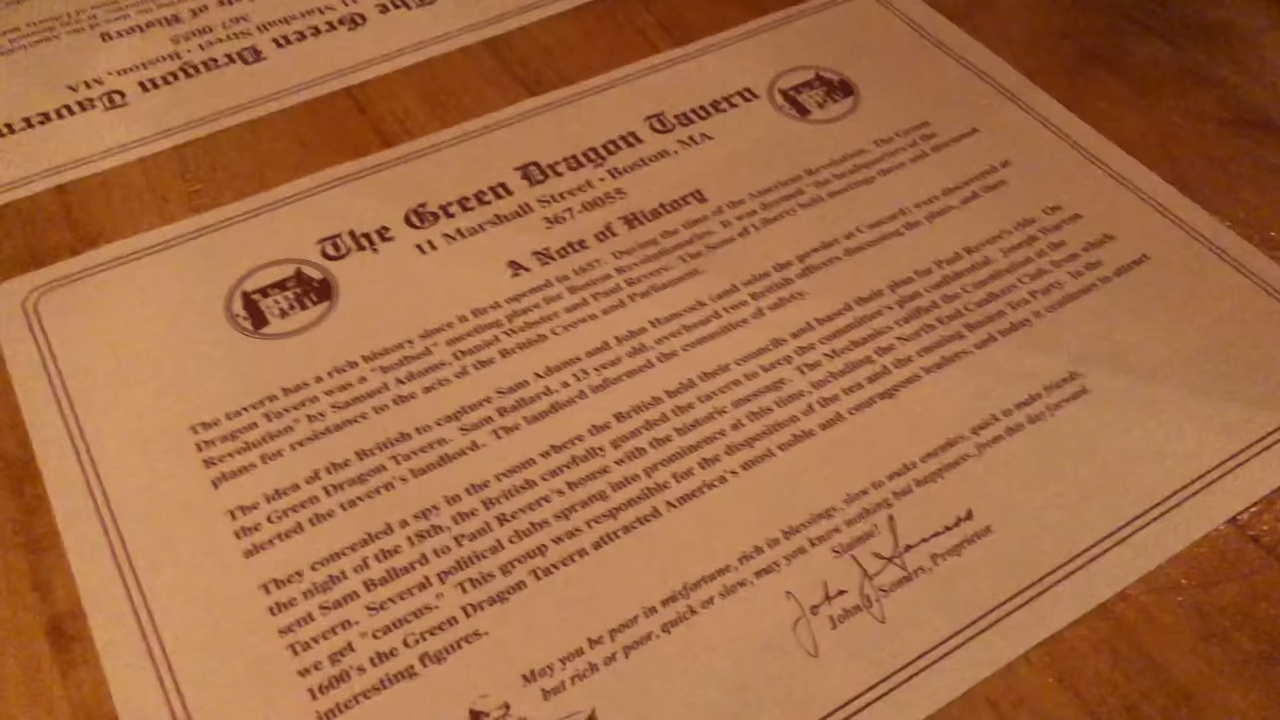 The Green Dragon Tavern
11 Marshall Street - Boston, MA
367-0055
A Note of History
The tavern has a rich history since it first opened in 1657. During the time of the American Revolution, The Green
Dragon Tavern was a "hotbed" meeting place for Boston Revolutionaries. It was deemed "the headquarters of the
Revolution" by Samuel Adams, Daniel Webster and Paul Revere. The Sons of Liberty held meetings there and discussed
plans for resistance to the acts of the British Crown and Parliament.
The idea of the British to capture Sam Adams and John Hancock (and seize the powder at Concord) were discovered at
the Green Dragon Tavern. Sam Ballard, a 13 year old, overheard two British officers discussing the plans, and then
alerted the tavern's landlord. The landlord informed the committee of safety.
They concealed a spy in the room where the British held their councils and based their plans for Paul Revere's ride. On
the night of the 18th, the British carefully guarded the tavern to keep the committee's plan confidential. Joseph Warren
sent Sam Ballard to Paul Revere's house with the historic message. The Mechanics ratified the Constitution at the
Tavern. Several political clubs sprang into prominence at this time, including the North End Caulkers Club, from which
we get "caucus." This group was responsible for the disposition of the tea and the ensuing Boston Tea Party. In the
1600's the Green Dragon Tavern attracted America's most noble and courageous leaders, and today it continues to attract
interesting figures.
May you be poor in misfortune, rich in blessings, slow to make enemies, quick to make friends,
but rich or poor, quick or slow, may you know nothing but happiness, from this day forward
Slainte!
John J. Somers, Proprietor
The Green Dragon Tavern
Street - Boston, MA
367-0055